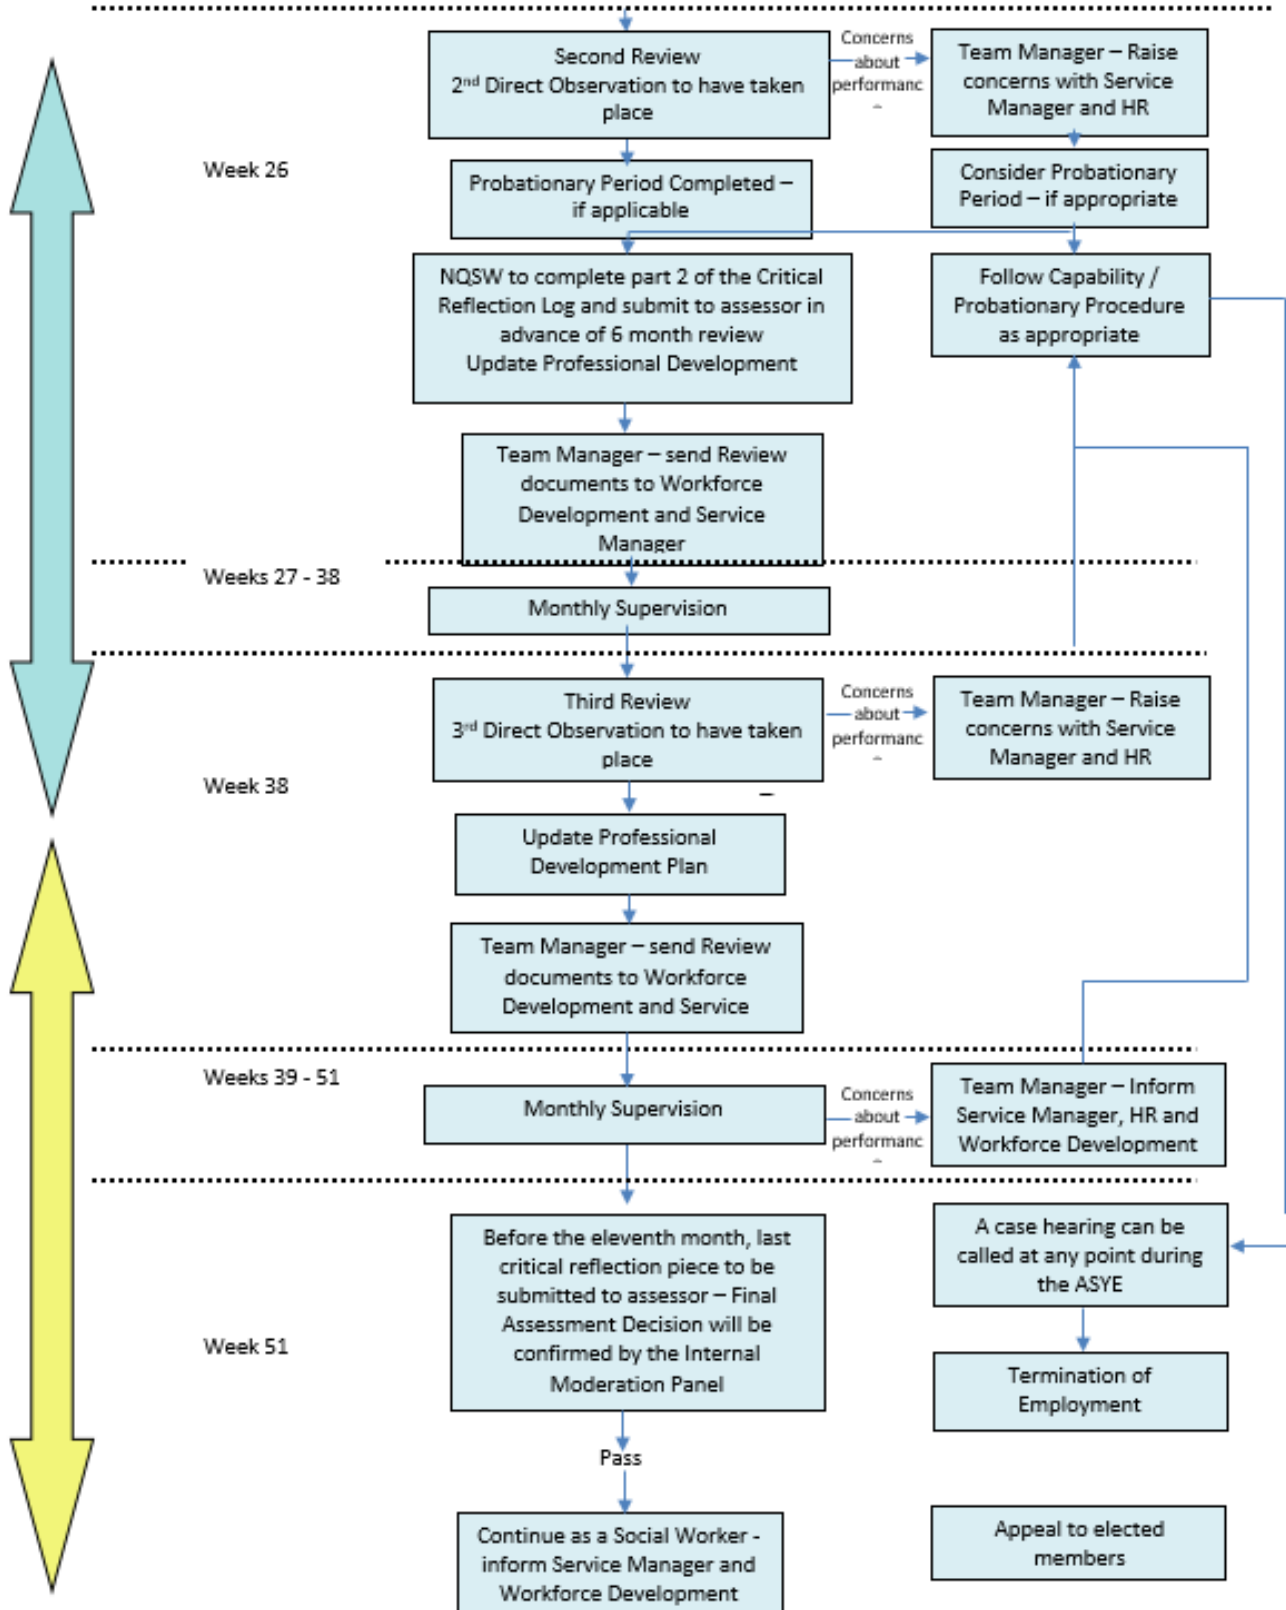 Second Review
2nd Direct Observation to have taken
place
Concerns
about
performanc
Team Manager – Raise
concerns with Service
Manager and HR
Week 26
Probationary Period Completed –
if applicable
Consider Probationary
Period – if appropriate
NQSW to complete part 2 of the Critical
Reflection Log and submit to assessor in
advance of 6 month review
Update Professional Development
Follow Capability /
Probationary Procedure
as appropriate
Team Manager – send Review
documents to Workforce
Development and Service
Manager
Weeks 27 - 38
Monthly Supervision
Third Review
3rd Direct Observation to have taken
place
Concerns
about
performanc
Team Manager – Raise
concerns with Service
Manager and HR
Week 38
Update Professional
Development Plan
Team Manager – send Review
documents to Workforce
Development and Service
Weeks 39 - 51
Monthly Supervision
Concerns
about
performanc
Team Manager – Inform
Service Manager, HR and
Workforce Development
Before the eleventh month, last
critical reflection piece to be
submitted to assessor – Final
Assessment Decision will be
confirmed by the Internal
Moderation Panel
A case hearing can be
called at any point during
the ASYE
Week 51
Termination of
Employment
Pass
Continue as a Social Worker -
inform Service Manager and
Workforce Development
Appeal to elected
members